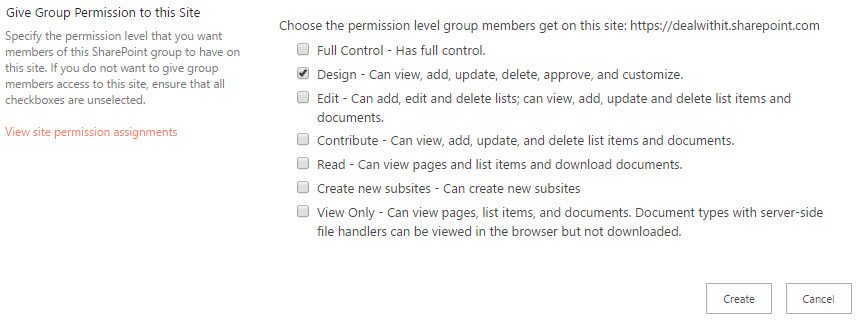 Give Group Permission to this Site
Specify the permission level that you want
members of this SharePoint group to have on
this site. If you do not want to give group
members access to this site, ensure that all
checkboxes are unselected.
View site permission assignments
Choose the permission level group members get on this site: https://dealwithit.sharepoint.com
Full Control - Has full control.
Design - Can view, add, update, delete, approve, and customize.
Edit - Can add, edit and delete lists; can view, add, update and delete list items and
documents.
Contribute - Can view, add, update, and delete list items and documents.
Read - Can view pages and list items and download documents.
Create new subsites - Can create new subsites
View Only - Can view pages, list items, and documents. Document types with server-side
file handlers can be viewed in the browser but not downloaded.
Create
Cancel